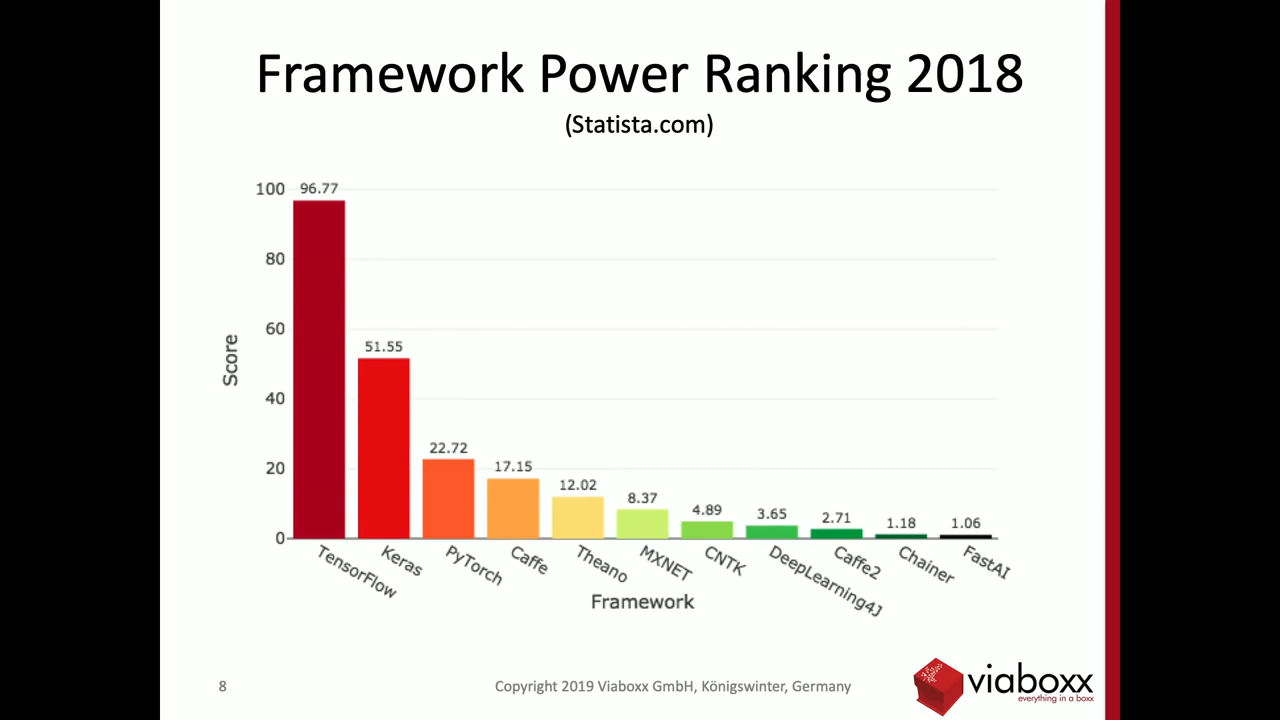 Framework Power Ranking 2018
(Statista.com)
100
80
60
40
20
0
Score
96.77
51.55
22.72
17.15
12.02
8.37
4.89
3.65
2.71
1.18
1.06
TensorFlow
Keras
PyTorch
Caffe
Theano
MXNET
CNTK
DeepLearning4J
Caffe2
Chainer
FastAI
Framework
8
Copyright 2019 Viaboxx GmbH, Königswinter, Germany
viaboxx
everything in a boxx